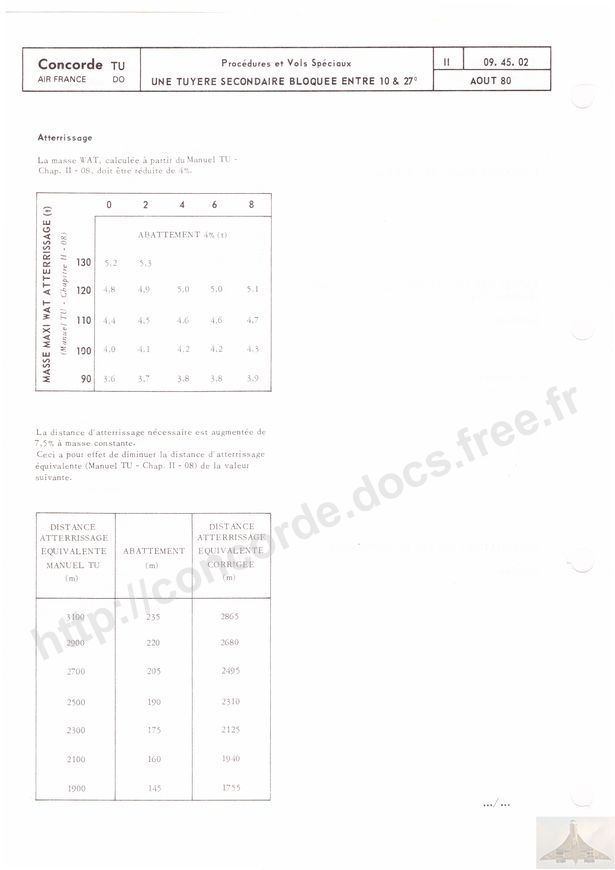 Concorde TU
AIR FRANCE DO
Procédures et Vols Spéciaux
UNE TUYERE SECONDAIRE BLOQUEE ENTRE 10 & 27°
II 09. 45. 02
AOUT 80
Atterrissage
La masse WAT, calculée à partir du Manuel TU -
Chap. II - 08, doit être réduite de 4%.
MASSE MAXI WAT ATTERRISSAGE (t)
(Manuel TU - Chapitre II - 08)
0 2 4 6 8
ABATTEMENT 4% (t)
130 5.2 5.3
120 4.8 4.9 5.0 5.0 5.1
110 4.4 4.5 4.6 4.6 4.7
100 4.0 4.1 4.2 4.2 4.3
90 3.6 3.7 3.8 3.8 3.9
La distance d'atterrissage nécessaire est augmentée de
7,5% à masse constante.
Ceci a pour effet de diminuer la distance d'atterrissage
équivalente (Manuel TU - Chap. II - 08) de la valeur
suivante.
DISTANCE
ATTERRISSAGE
EQUIVALENTE
MANUEL TU
(m)
ABATTEMENT
(m)
DISTANCE
ATTERRISSAGE
EQUIVALENTE
CORRIGEE
(m)
3100 235 2865
2900 220 2680
2700 205 2495
2500 190 2310
2300 175 2125
2100 160 1940
1900 145 1755
.../...
http://concorde.docs.free.fr